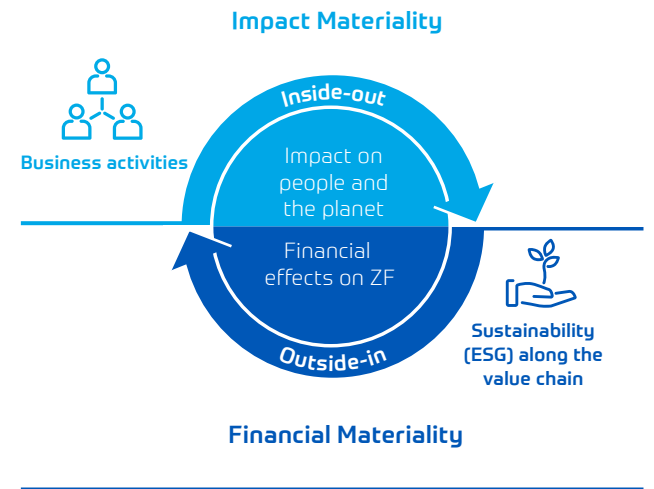 Impact Materiality
Inside-out
Business activities
Impact on
people and
the planet
Financial
effects on ZF
Sustainability
(ESG) along the
value chain
Outside-in
Financial Materiality